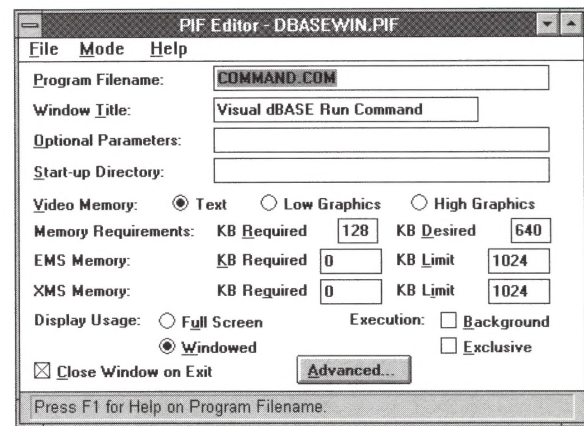 PIF Editor - DBASEWIN.PIF
File Mode Help
Program Filename: COMMAND.COM
Window Title: Visual dBASE Run Command
Optional Parameters:
Start-up Directory:
Video Memory: Text Low Graphics High Graphics
Memory Requirements: KB Required 128 KB Desired 640
EMS Memory: KB Required 0 KB Limit 1024
XMS Memory: KB Required 0 KB Limit 1024
Display Usage: Full Screen Execution: Background
Windowed Exclusive
Close Window on Exit Advanced...
Press F1 for Help on Program Filename.